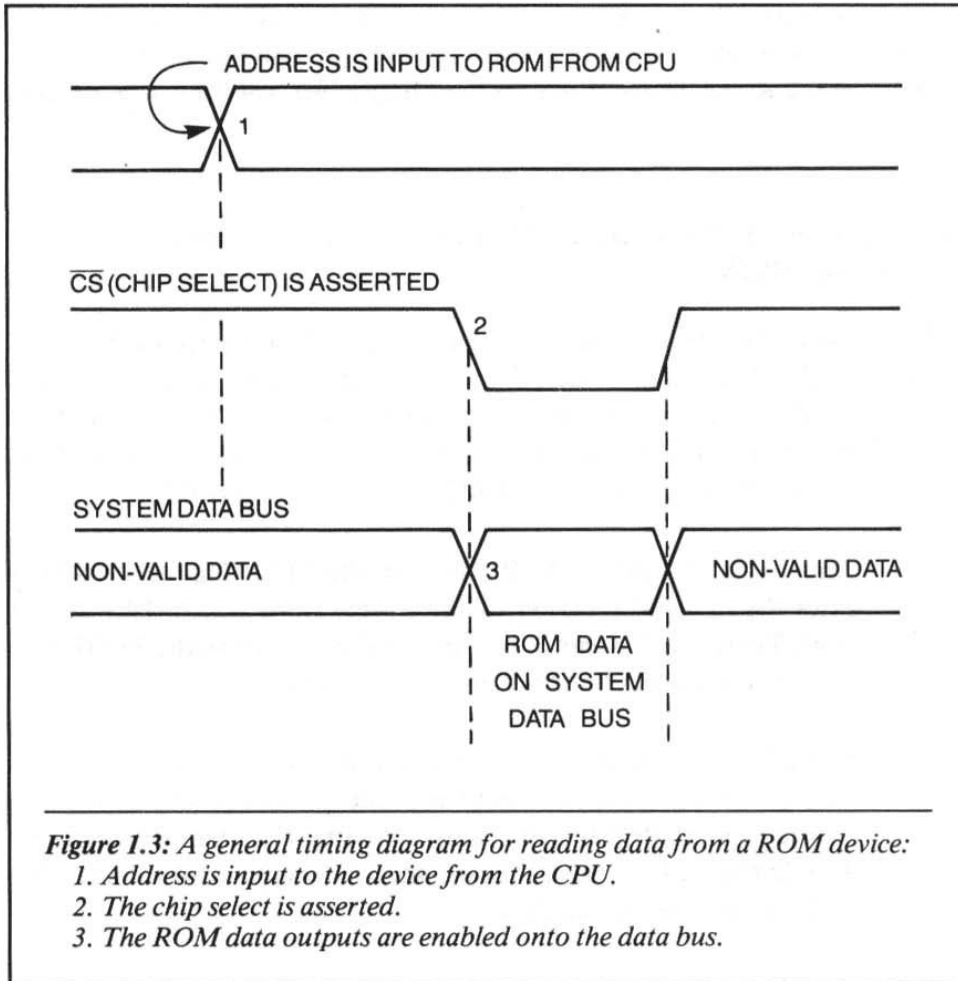 ADDRESS IS INPUT TO ROM FROM CPU
1
C̅S̅ (CHIP SELECT) IS ASSERTED
2
SYSTEM DATA BUS
NON-VALID DATA
3
NON-VALID DATA
ROM DATA
ON SYSTEM
DATA BUS
Figure 1.3: A general timing diagram for reading data from a ROM device:
1. Address is input to the device from the CPU.
2. The chip select is asserted.
3. The ROM data outputs are enabled onto the data bus.